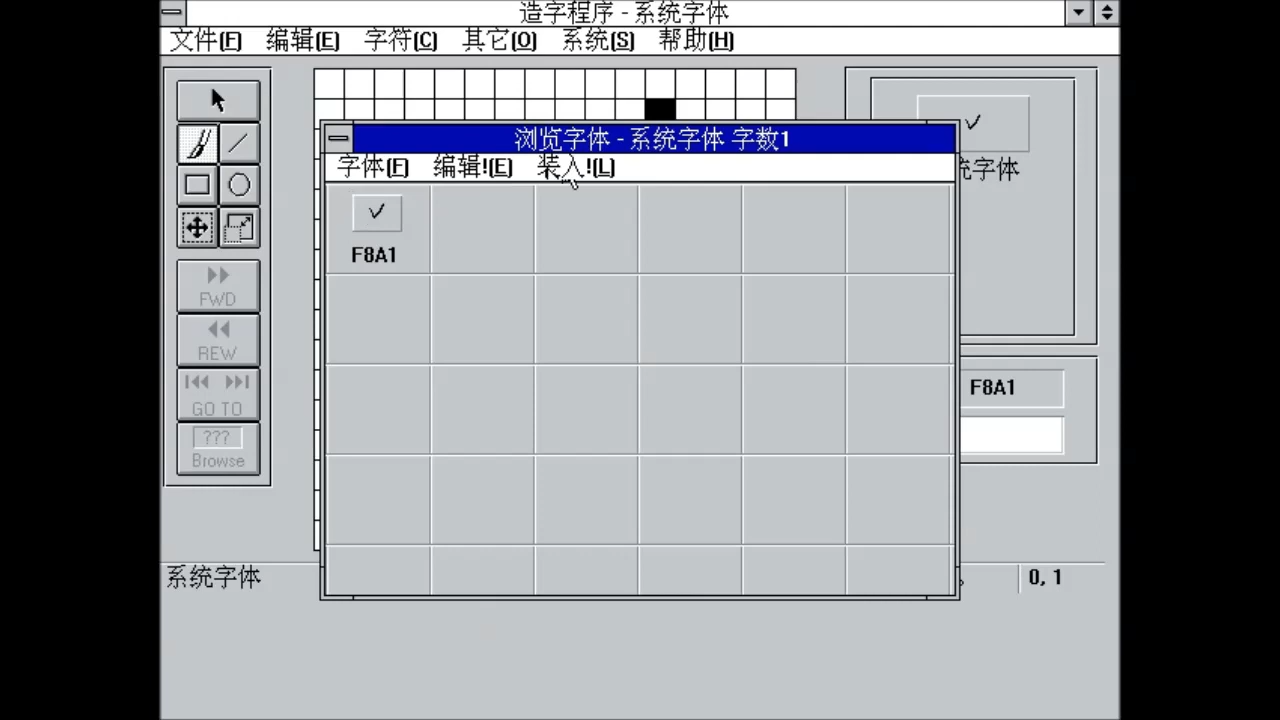 造字程序 - 系统字体
文件(F) 编辑(E) 字符(C) 其它(O) 系统(S) 帮助(H)
浏览字体 - 系统字体 字数1
字体(F) 编辑!(E) 装入!(L)
统字体
F8A1
FWD
REW
GO TO
???
Browse
F8A1
系统字体
0, 1